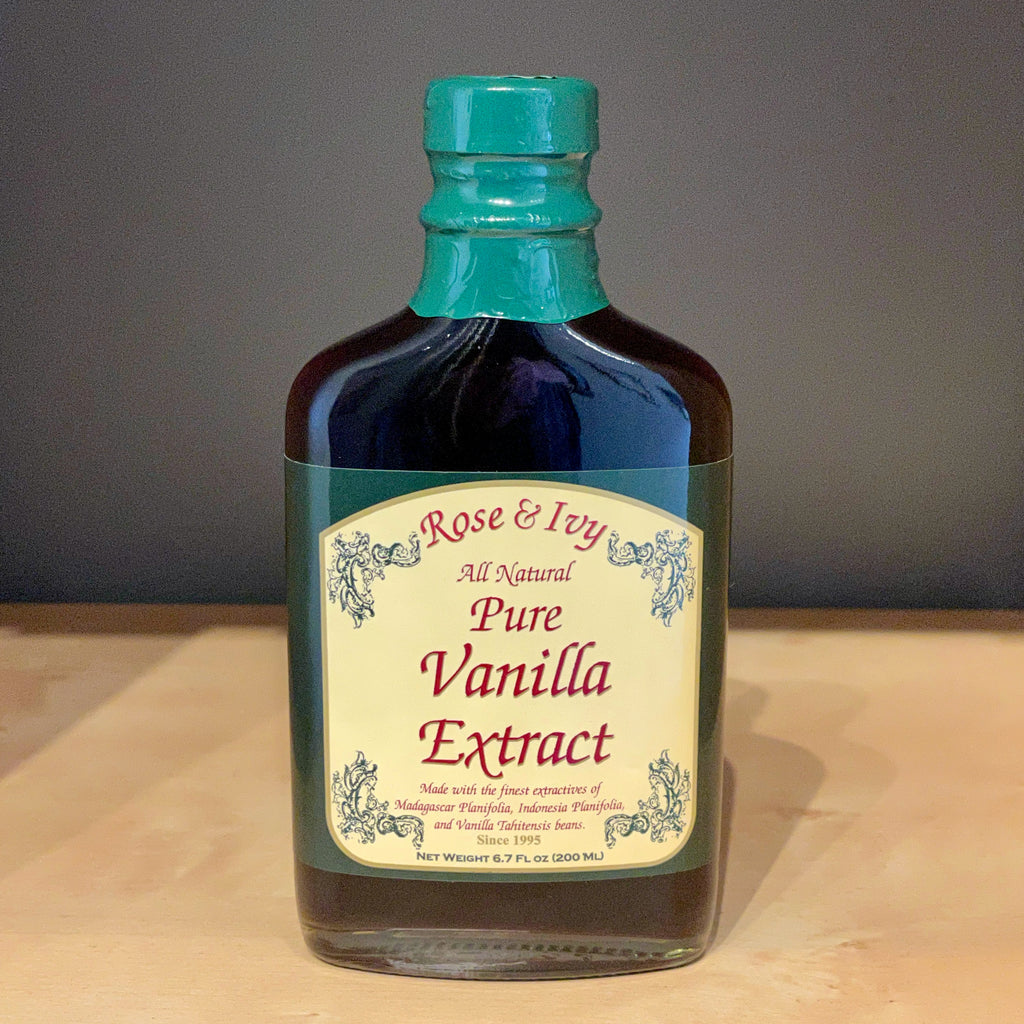 Rose & Ivy
All Natural
Pure
Vanilla
Extract
Made with the finest extractives of
Madagascar Planifolia, Indonesia Planifolia,
and Vanilla Tahitensis beans.
Since 1995
Net Weight 6.7 Fl oz (200 Ml)